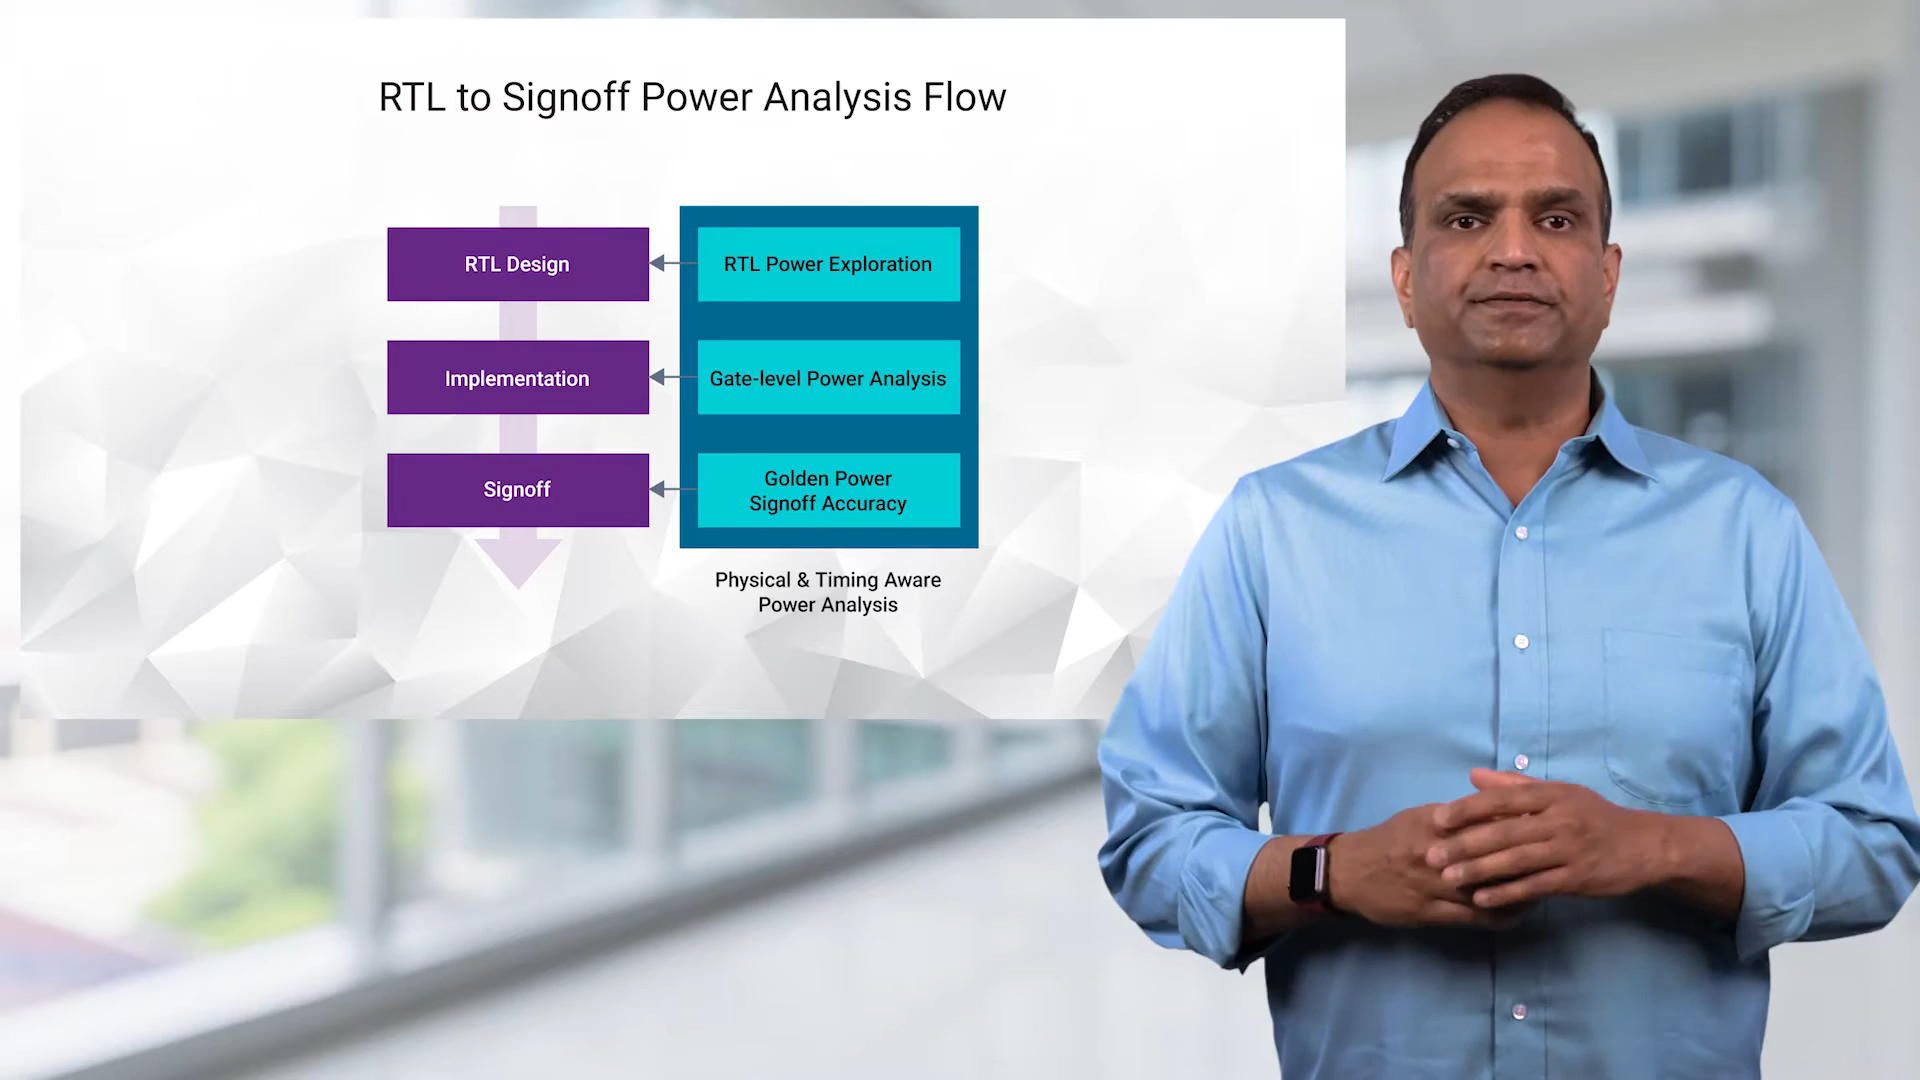 RTL to Signoff Power Analysis Flow
RTL Design
RTL Power Exploration
Implementation
Gate-level Power Analysis
Signoff
Golden Power
Signoff Accuracy
Physical & Timing Aware
Power Analysis